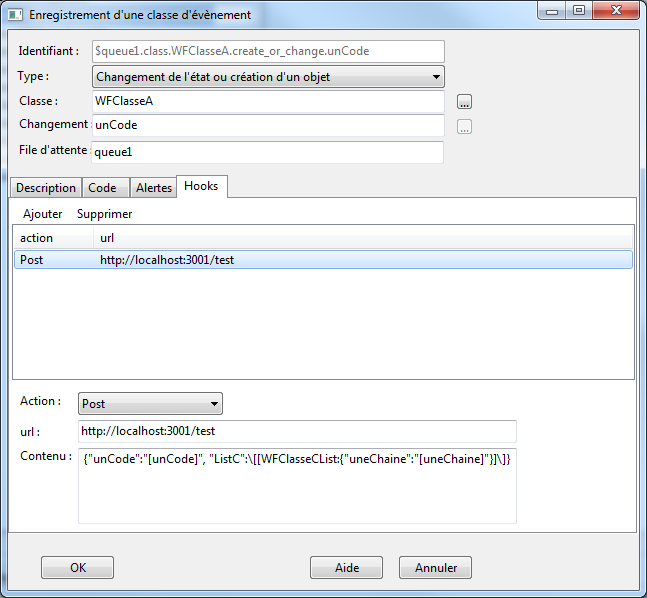 Enregistrement d'une classe d'évènement
Identifiant : $queue1.class.WFClasseA.create_or_change.unCode
Type : Changement de l'état ou création d'un objet
Classe : WFClasseA ...
Changement unCode ...
File d'attente : queue1
Description Code Alertes Hooks
Ajouter Supprimer
action url
Post http://localhost:3001/test
Action : Post
url : http://localhost:3001/test
Contenu : {"unCode":"[unCode]", "ListC":\[[WFClasseCList:{"uneChaine":"[uneChaine]"}]\]}
OK Aide Annuler